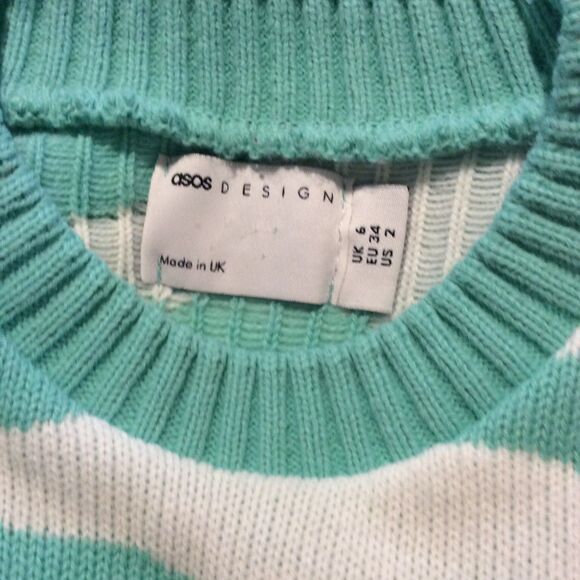 asos DESIGN
Made in UK
UK 6
EU 34
US 2